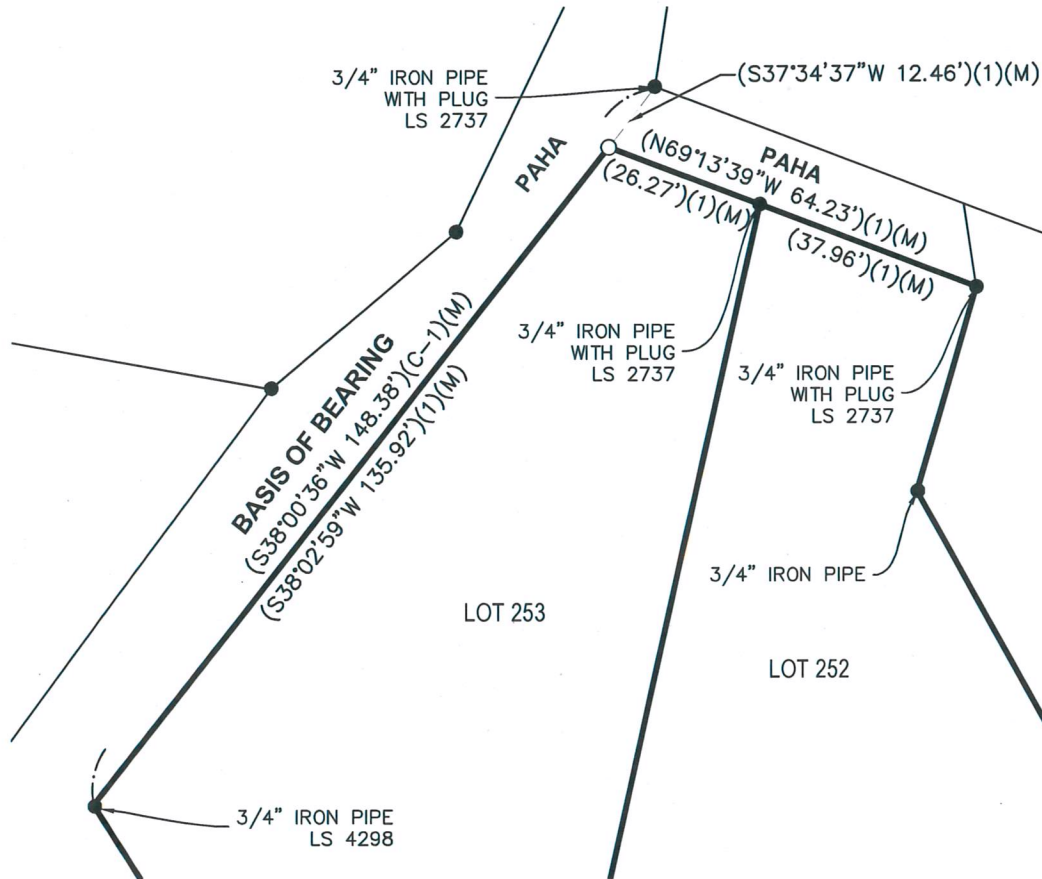 3/4" IRON PIPE
WITH PLUG
LS 2737
(S37°34'37"W 12.46')(1)(M)
PAHA
PAHA
(N69°13'39"W 64.23')(1)(M)
(26.27')(1)(M)
(37.96')(1)(M)
3/4" IRON PIPE
WITH PLUG
LS 2737
3/4" IRON PIPE
WITH PLUG
LS 2737
BASIS OF BEARING
(S38°00'36"W 148.38')(C-1)(M)
(S38°02'59"W 135.92')(1)(M)
3/4" IRON PIPE
LOT 253
LOT 252
3/4" IRON PIPE
LS 4298